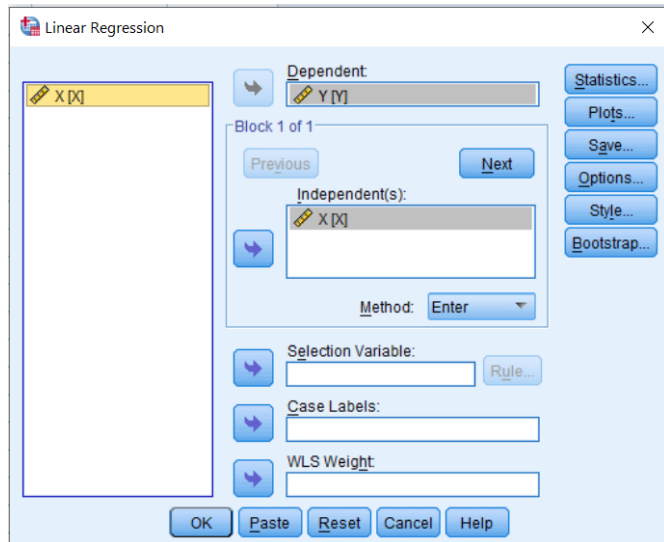 Linear Regression
X [X]
Dependent:
Y [Y]
Block 1 of 1
Previous
Next
Independent(s):
X [X]
Method:
Enter
Selection Variable:
Rule...
Case Labels:
WLS Weight:
Statistics...
Plots...
Save...
Options...
Style...
Bootstrap...
OK
Paste
Reset
Cancel
Help